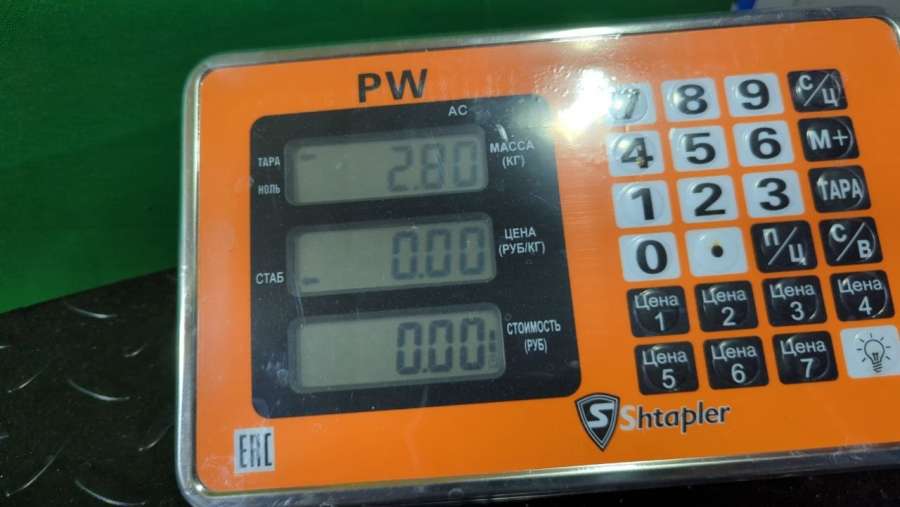 PW
AC
ТАРА
НОЛЬ
2.80
МАССА
(КГ)
СТАБ
0.00
ЦЕНА
(РУБ/КГ)
0.00
СТОИМОСТЬ
(РУБ)
7 8 9 С/Ц
4 5 6 М+
1 2 3 ТАРА
0 . П/Ц С/В
Цена 1 Цена 2 Цена 3 Цена 4
Цена 5 Цена 6 Цена 7
S Shtapler
EAC